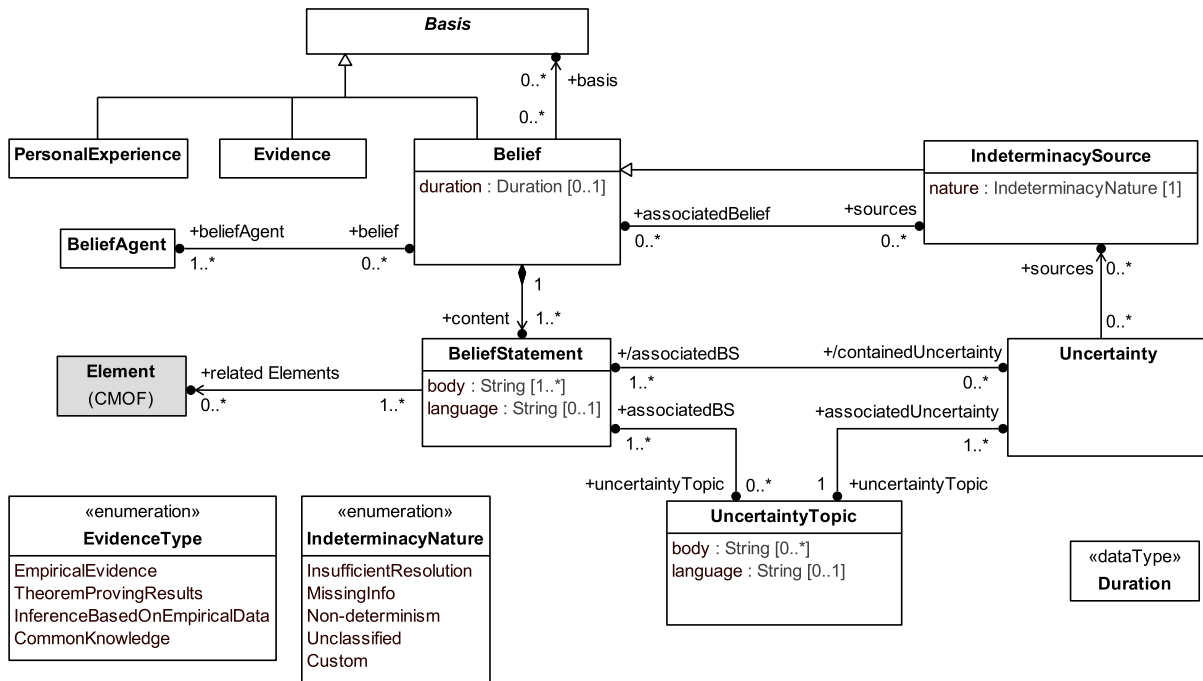 Basis
0..*
+basis
0..*
PersonalExperience
Evidence
Belief
duration : Duration [0..1]
IndeterminacySource
nature : IndeterminacyNature [1]
+associatedBelief
+sources
0..*
0..*
BeliefAgent
+beliefAgent
+belief
1..*
0..*
+sources
0..*
0..*
1
+content
1..*
Element
(CMOF)
+related Elements
0..*
1..*
BeliefStatement
body : String [1..*]
language : String [0..1]
+/associatedBS
+/containedUncertainty
1..*
0..*
Uncertainty
+associatedBS
+associatedUncertainty
1..*
1..*
+uncertaintyTopic
0..*
1
+uncertaintyTopic
UncertaintyTopic
body : String [0..*]
language : String [0..1]
«enumeration»
EvidenceType
EmpiricalEvidence
TheoremProvingResults
InferenceBasedOnEmpiricalData
CommonKnowledge
«enumeration»
IndeterminacyNature
InsufficientResolution
MissingInfo
Non-determinism
Unclassified
Custom
«dataType»
Duration